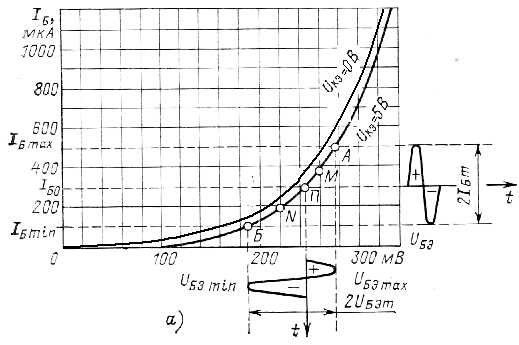 I_Б,
мкА
1000
800
600
I_Б max
400
I_Б0
200
I_Б min
0
100
200
300 мВ
U_КЭ=0В
U_КЭ=5В
А
М
П
N
Б
+
−
2I_Бm
t
U_БЭ
U_БЭ min
+
−
U_БЭ max
2U_БЭm
t
а)